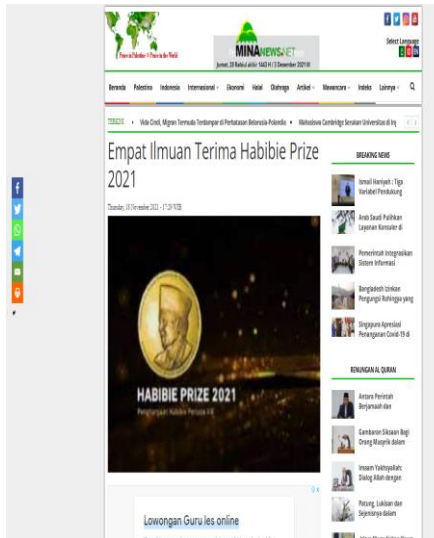 Peace in Palestine = Peace in the World
MINANEWS.NET
Jumat, 28 Rabiul akhir 1443 H / 3 Desember 2021 M
Select Language
Beranda Palestina Indonesia Internasional Ekonomi Halal Olahraga Artikel Wawancara Indeks Lainnya
TERKINI
Vida Ciroli, Migran Termuda Terdampar di Perbatasan Belarusia-Polandia
Mahasiswa Cambridge Serukan Universitas di Inq
Empat Ilmuan Terima Habibie Prize
2021
Thursday, 18 November 2021 - 17:29 WIB
HABIBIE PRIZE 2021
Penghargaan Habibie Periode XXII
Lowongan Guru les online
BREAKING NEWS
Ismail Haniyah : Tiga
Variabel Pendukung
Arab Saudi Pulihkan
Layanan Konsuler di
Pemerintah Integrasikan
Sistem Informasi
Bangladesh Izinkan
Pengungsi Rohingya yang
Singapura Apresiasi
Penanganan Covid-19 di
RENUNGAN AL QURAN
Antara Perintah
Berjamaah dan
Gambaran Siksaan Bagi
Orang Musyrik dalam
Imaam Yakhsyallah:
Dialog Allah dengan
Patung, Lukisan dan
Sejenisnya dalam